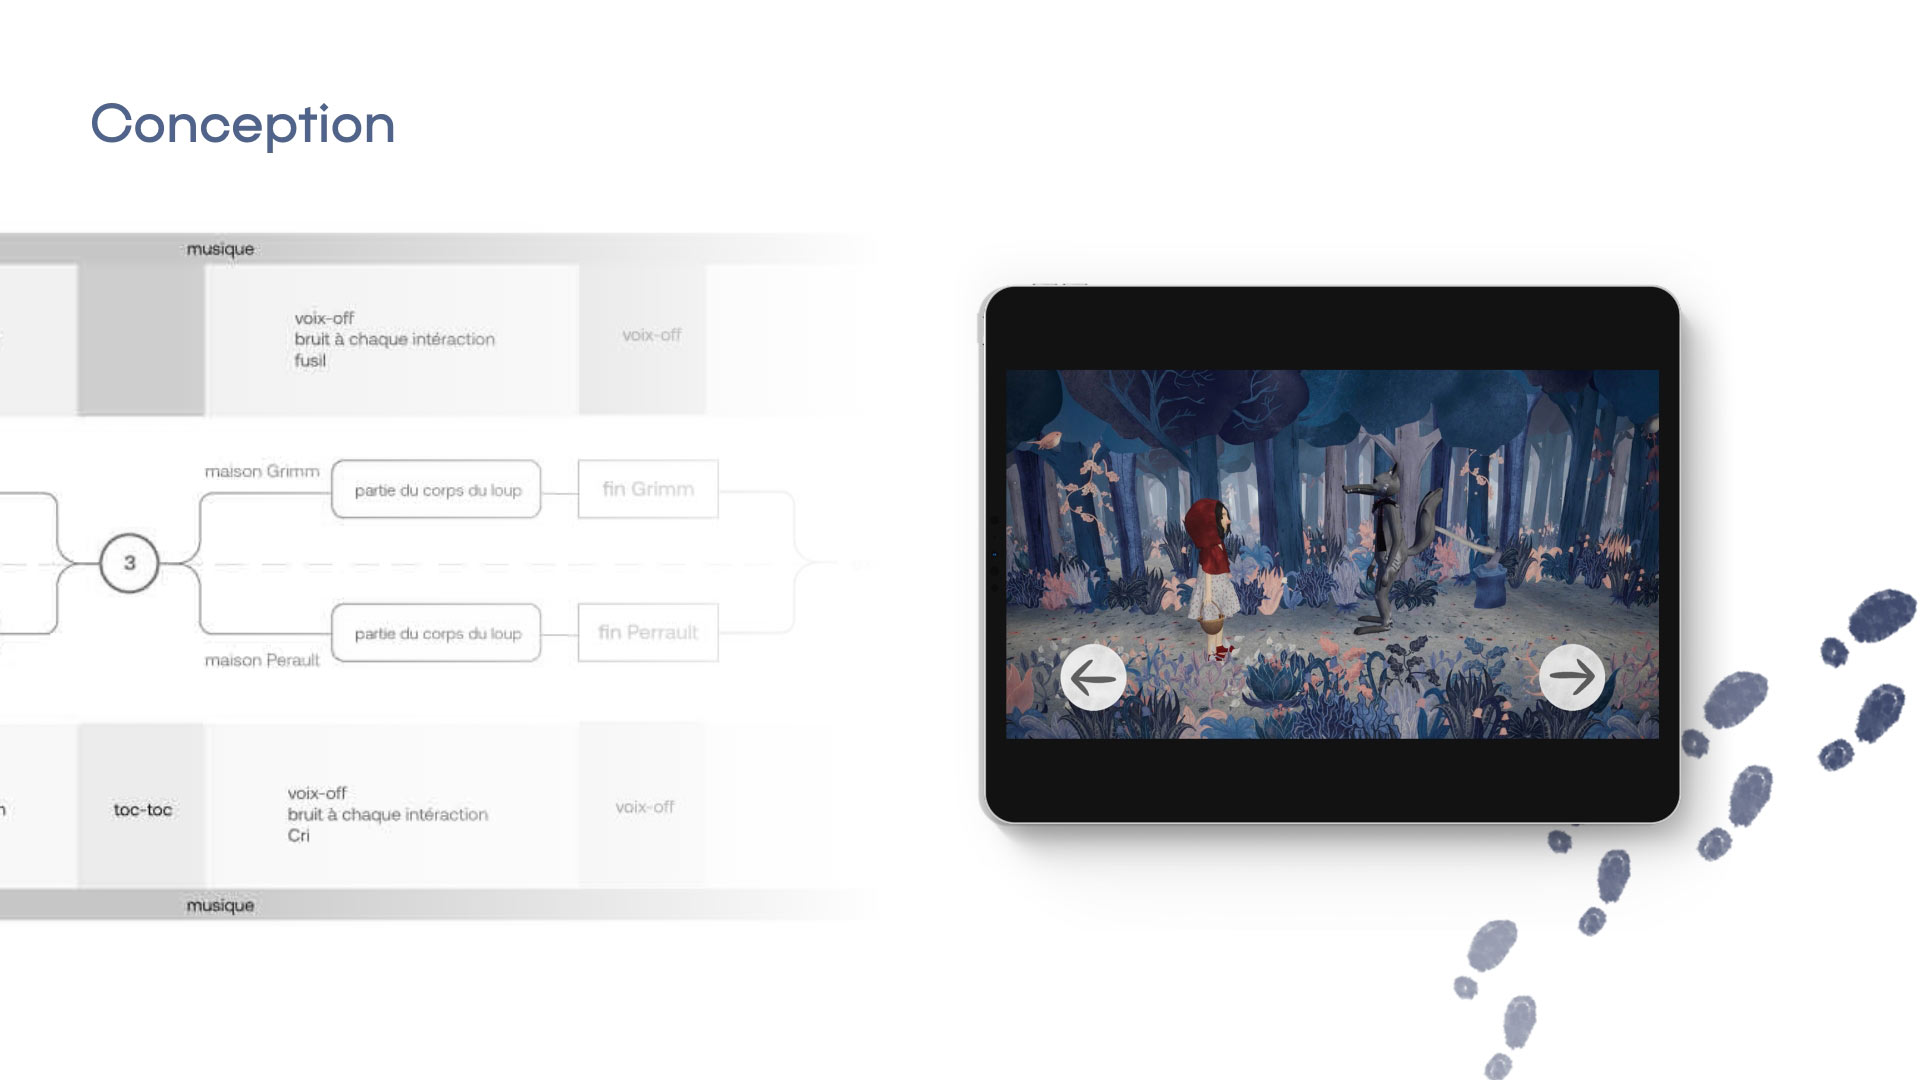 Conception
musique
voix-off
bruit à chaque intéraction
fusil
voix-off
maison Grimm
partie du corps du loup
fin Grimm
3
partie du corps du loup
fin Perrault
maison Perault
toc-toc
voix-off
bruit à chaque intéraction
Cri
voix-off
musique